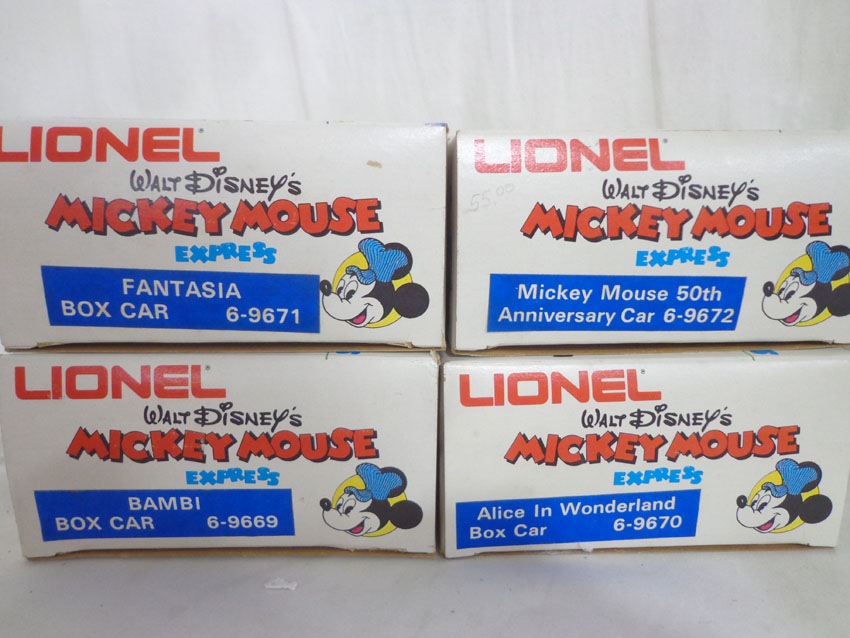 LIONEL
WALT DISNEY'S
MICKEY MOUSE
EXPRESS
FANTASIA
BOX CAR 6-9671
LIONEL
55.00
WALT DISNEY'S
MICKEY MOUSE
EXPRESS
Mickey Mouse 50th
Anniversary Car 6-9672
LIONEL
WALT DISNEY'S
MICKEY MOUSE
EXPRESS
BAMBI
BOX CAR 6-9669
LIONEL
WALT DISNEY'S
MICKEY MOUSE
EXPRESS
Alice In Wonderland
Box Car 6-9670